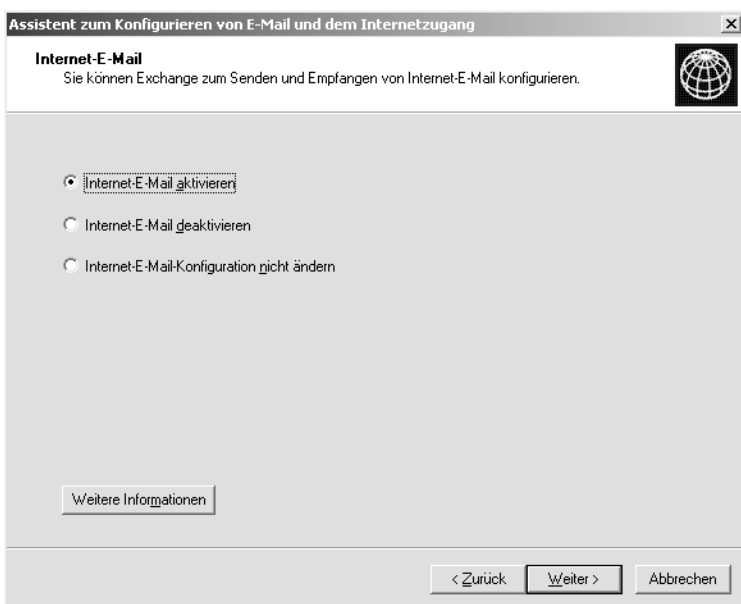 Assistent zum Konfigurieren von E-Mail und dem Internetzugang
Internet-E-Mail
Sie können Exchange zum Senden und Empfangen von Internet-E-Mail konfigurieren.
Internet-E-Mail aktivieren
Internet-E-Mail deaktivieren
Internet-E-Mail-Konfiguration nicht ändern
Weitere Informationen
< Zurück Weiter > Abbrechen